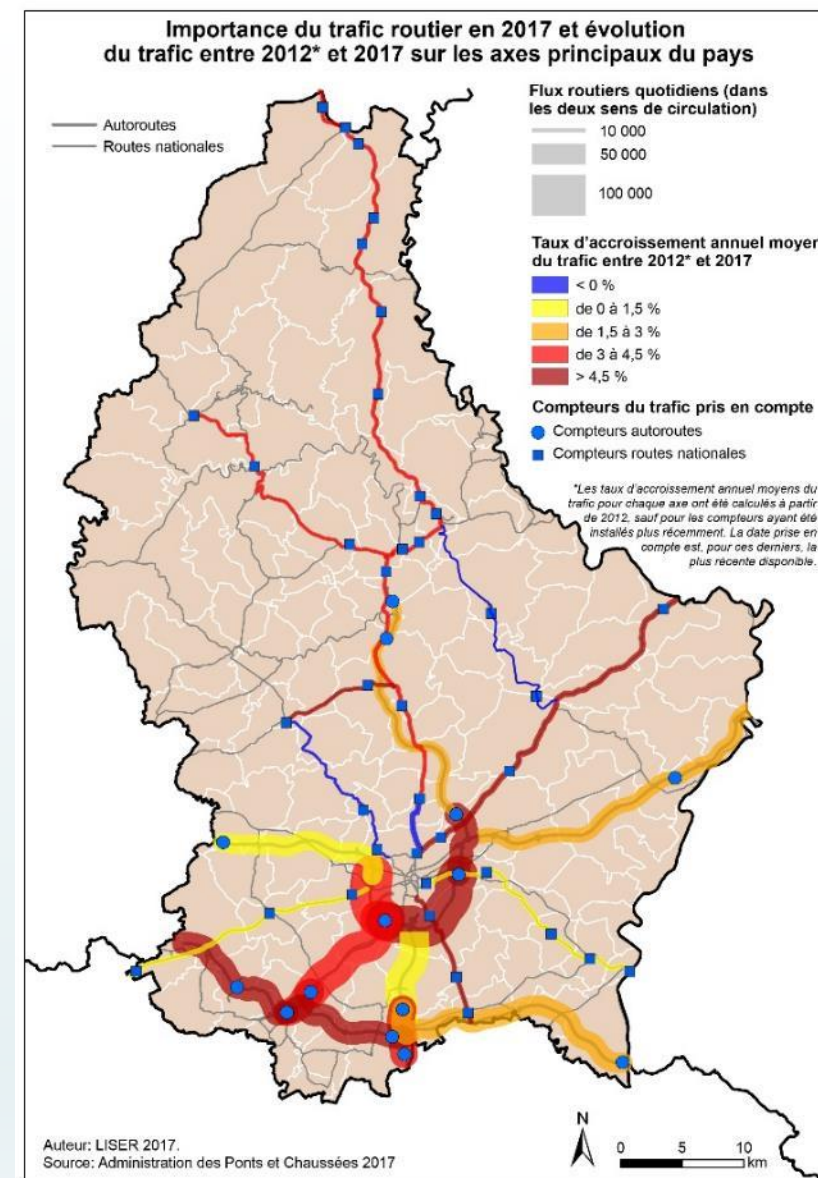 Importance du trafic routier en 2017 et évolution
du trafic entre 2012* et 2017 sur les axes principaux du pays
Autoroutes
Routes nationales
Flux routiers quotidiens (dans
les deux sens de circulation)
10 000
50 000
100 000
Taux d'accroissement annuel moyen
du trafic entre 2012* et 2017
< 0 %
de 0 à 1,5 %
de 1,5 à 3 %
de 3 à 4,5 %
> 4,5 %
Compteurs du trafic pris en compte
Compteurs autoroutes
Compteurs routes nationales
*Les taux d'accroissement annuel moyens du
trafic pour chaque axe ont été calculés à partir
de 2012, sauf pour les compteurs ayant été
installés plus récemment. La date prise en
compte est, pour ces derniers, la
plus récente disponible.
Auteur: LISER 2017.
Source: Administration des Ponts et Chaussées 2017
N
0 5 10
km